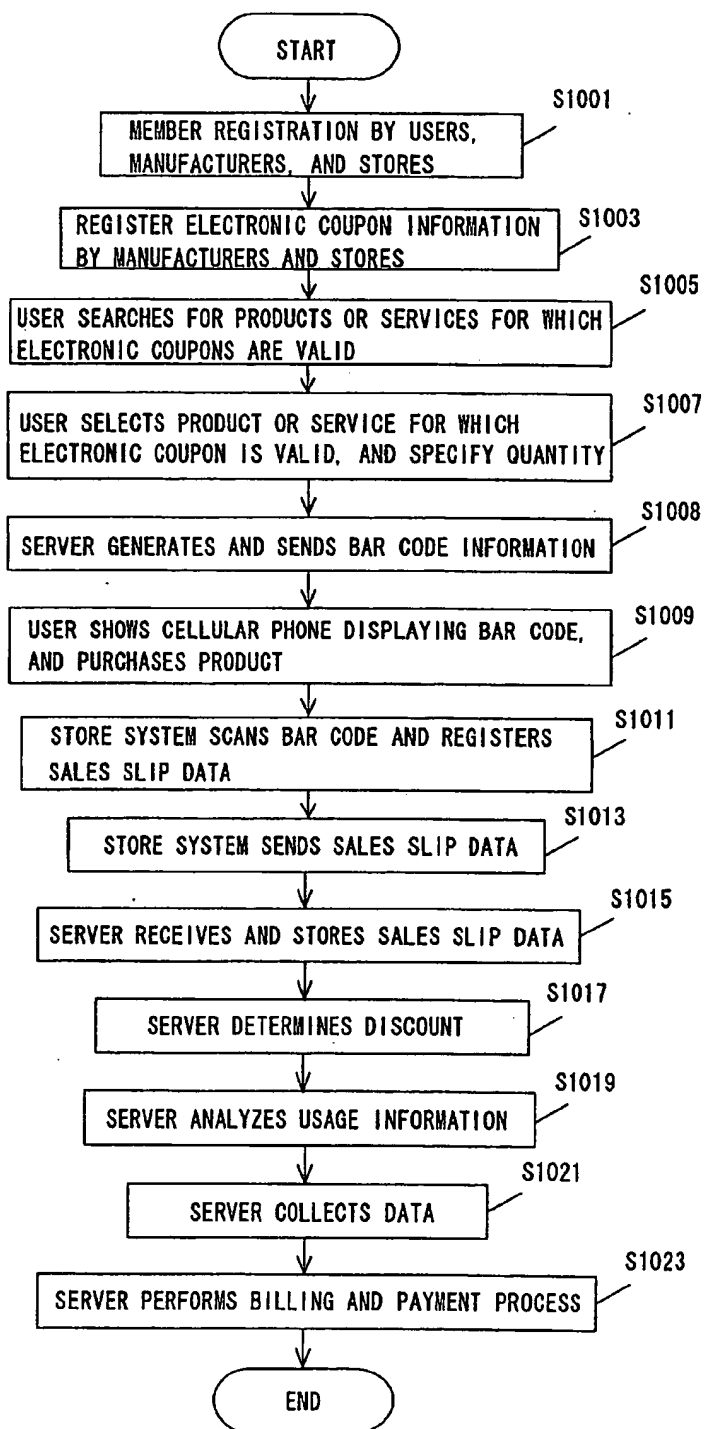 START
S1001
MEMBER REGISTRATION BY USERS,
MANUFACTURERS, AND STORES
S1003
REGISTER ELECTRONIC COUPON INFORMATION
BY MANUFACTURERS AND STORES
S1005
USER SEARCHES FOR PRODUCTS OR SERVICES FOR WHICH
ELECTRONIC COUPONS ARE VALID
S1007
USER SELECTS PRODUCT OR SERVICE FOR WHICH
ELECTRONIC COUPON IS VALID, AND SPECIFY QUANTITY
S1008
SERVER GENERATES AND SENDS BAR CODE INFORMATION
S1009
USER SHOWS CELLULAR PHONE DISPLAYING BAR CODE,
AND PURCHASES PRODUCT
S1011
STORE SYSTEM SCANS BAR CODE AND REGISTERS
SALES SLIP DATA
S1013
STORE SYSTEM SENDS SALES SLIP DATA
S1015
SERVER RECEIVES AND STORES SALES SLIP DATA
S1017
SERVER DETERMINES DISCOUNT
S1019
SERVER ANALYZES USAGE INFORMATION
S1021
SERVER COLLECTS DATA
S1023
SERVER PERFORMS BILLING AND PAYMENT PROCESS
END